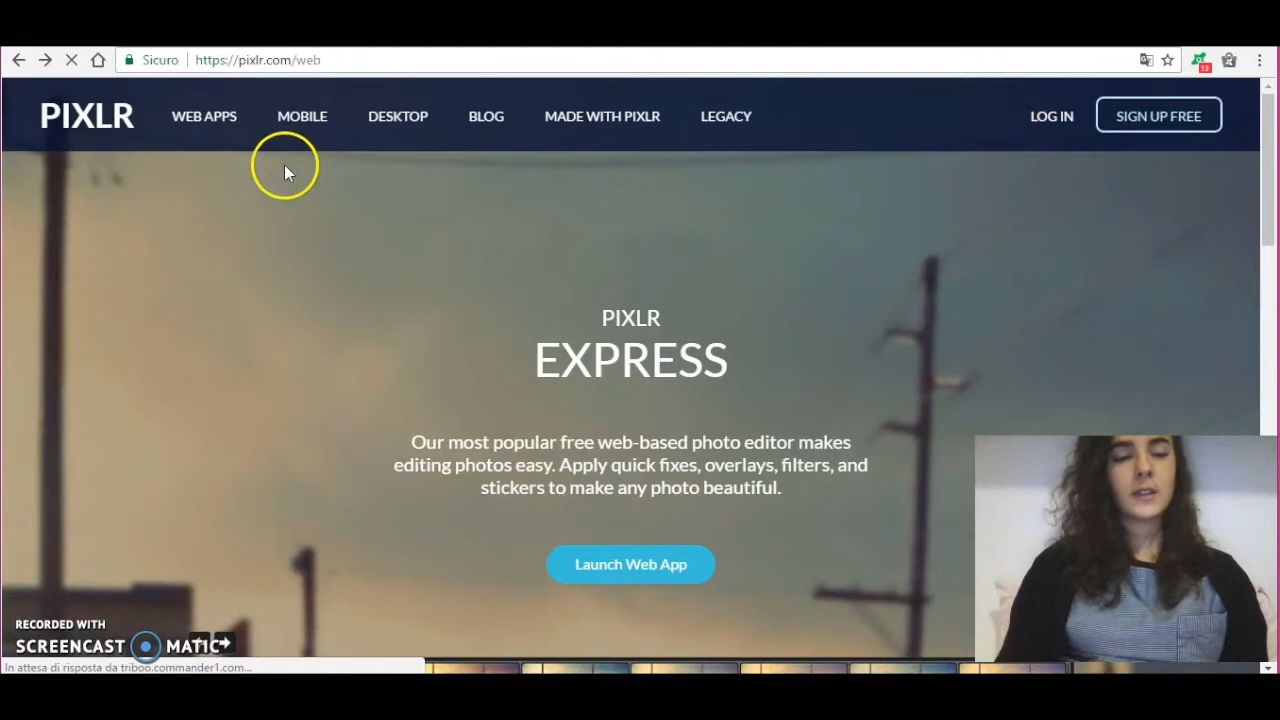 Sicuro https://pixlr.com/web
13
PIXLR WEB APPS MOBILE DESKTOP BLOG MADE WITH PIXLR LEGACY LOG IN SIGN UP FREE
PIXLR
EXPRESS
Our most popular free web-based photo editor makes
editing photos easy. Apply quick fixes, overlays, filters, and
stickers to make any photo beautiful.
Launch Web App
RECORDED WITH
SCREENCAST MATIC
In attesa di risposta da triboo.commander1.com...